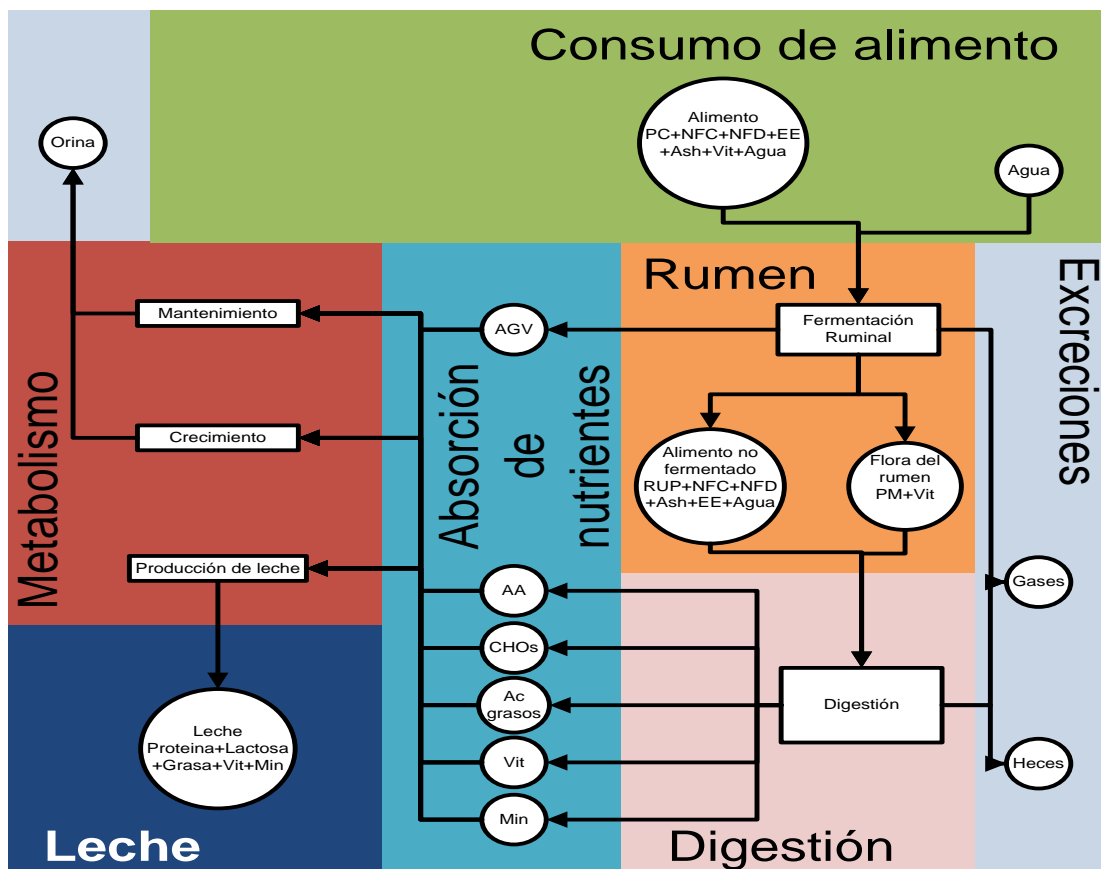 Consumo de alimento
Alimento
PC+NFC+NFD+EE
+Ash+Vit+Agua
Agua
Orina
Rumen
Excreciones
Fermentación
Ruminal
AGV
Mantenimiento
Metabolismo
Crecimiento
Absorción
de
nutrientes
Alimento no
fermentado
RUP+NFC+NFD
+Ash+EE+Agua
Flora del
rumen
PM+Vit
Producción de leche
AA
CHOs
Ac
grasos
Vit
Min
Gases
Digestión
Heces
Leche
Proteina+Lactosa
+Grasa+Vit+Min
Leche
Digestión